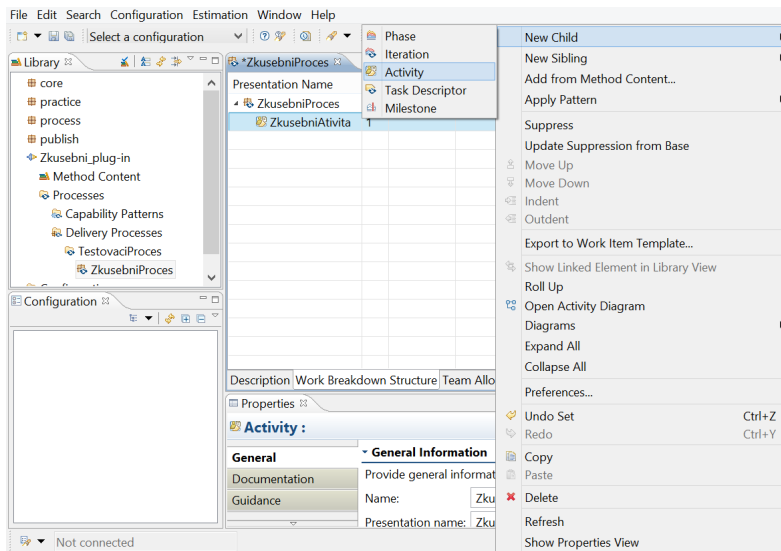 File Edit Search Configuration Estimation Window Help
Select a configuration
Library
core
practice
process
publish
Zkusebni_plug-in
Method Content
Processes
Capability Patterns
Delivery Processes
TestovaciProces
ZkusebniProces
Configuration
*ZkusebniProces
Presentation Name
ZkusebniProces
ZkusebniAtivita 1
Description Work Breakdown Structure Team Allo
Properties
Activity :
General
Documentation
Guidance
General Information
Provide general informat
Name: Zku
Presentation name: Zku
Phase
Iteration
Activity
Task Descriptor
Milestone
New Child
New Sibling
Add from Method Content...
Apply Pattern
Suppress
Update Suppression from Base
Move Up
Move Down
Indent
Outdent
Export to Work Item Template...
Show Linked Element in Library View
Roll Up
Open Activity Diagram
Diagrams
Expand All
Collapse All
Preferences...
Undo Set Ctrl+Z
Redo Ctrl+Y
Copy
Paste
Delete
Refresh
Show Properties View
Not connected